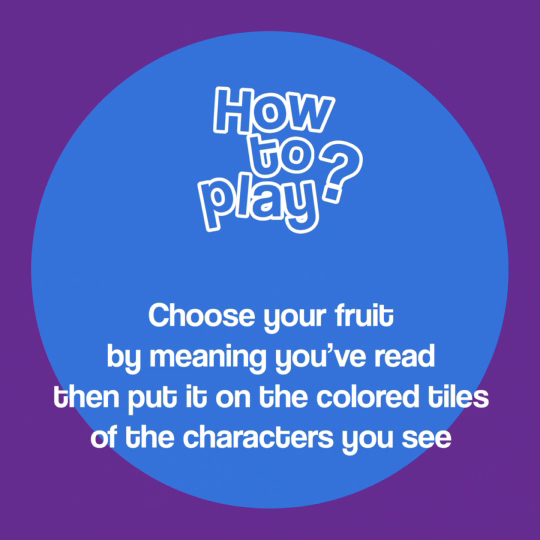 How
to
play?
Choose your fruit
by meaning you've read
then put it on the colored tiles
of the characters you see